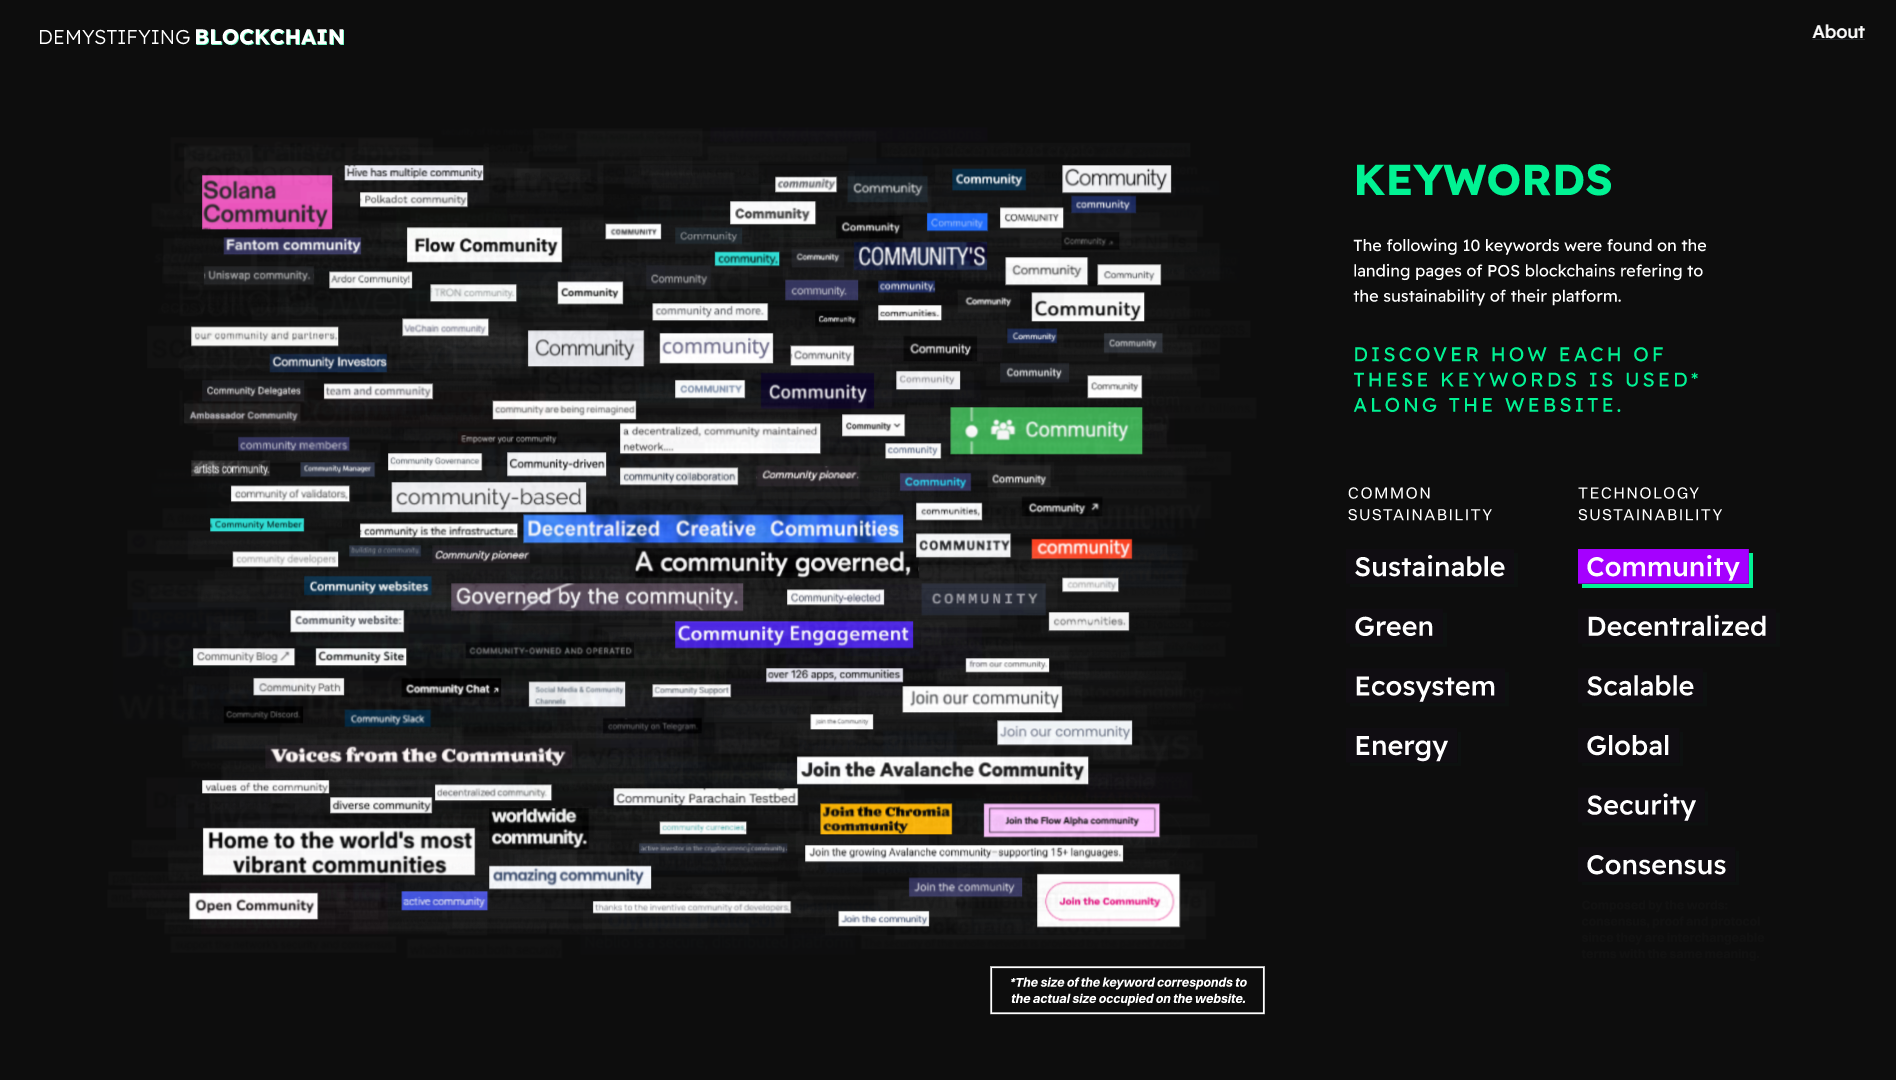 DEMYSTIFYING BLOCKCHAIN
About
Solana
Community
Hive has multiple community
Polkadot community
Fantom community
Flow Community
Uniswap community.
Ardor Community!
TRON community.
Community
our community and partners.
VeChain community
Community Investors
Community Delegates
team and community
Ambassador Community
community
Community
Community
Community
Community
community
Community
Community
COMMUNITY
COMMUNITY
Community
community.
Community
COMMUNITY'S
Community
Community
Community
Community
community.
community.
Community
Community
community and more.
Community
communities.
Community
community
Community
Community
Community
Community
COMMUNITY
Community
Community
Community
Community
community are being reimagined
a decentralized, community maintained
network....
Community
Community
community
community members
Empower your community
artists community.
Community Manager
Community Governance
Community-driven
community collaboration
Community pioneer.
Community
Community
community of validators,
community-based
communities,
Community
Community Member
community is the infrastructure.
Decentralized Creative Communities
COMMUNITY
community
community developers
Building a community
Community pioneer
A community governed,
Community websites
Governed by the community.
Community-elected
COMMUNITY
community
Community website:
Community Engagement
communities.
Community Blog ↗
Community Site
COMMUNITY-OWNED AND OPERATED
from our community.
over 126 apps, communities
Community Path
Community Chat
Social Media & Community
Channels
Community Support
Join our community
Community Discord.
Community Slack
community on Telegram.
Join the Community
Join our community
Voices from the Community
Join the Avalanche Community
values of the community
decentralized community.
diverse community
Community Parachain Testbed
worldwide
community.
community currencies,
Join the Chromia
community
Join the Flow Alpha community
Home to the world's most
vibrant communities
active investor in the cryptocurrency community.
Join the growing Avalanche community—supporting 15+ languages.
amazing community
Open Community
active community
thanks to the inventive community of developers,
Join the community
Join the community
Join the Community
*The size of the keyword corresponds to
the actual size occupied on the website.
KEYWORDS
The following 10 keywords were found on the
landing pages of POS blockchains refering to
the sustainability of their platform.
DISCOVER HOW EACH OF
THESE KEYWORDS IS USED*
ALONG THE WEBSITE.
COMMON
SUSTAINABILITY
Sustainable
Green
Ecosystem
Energy
TECHNOLOGY
SUSTAINABILITY
Community
Decentralized
Scalable
Global
Security
Consensus